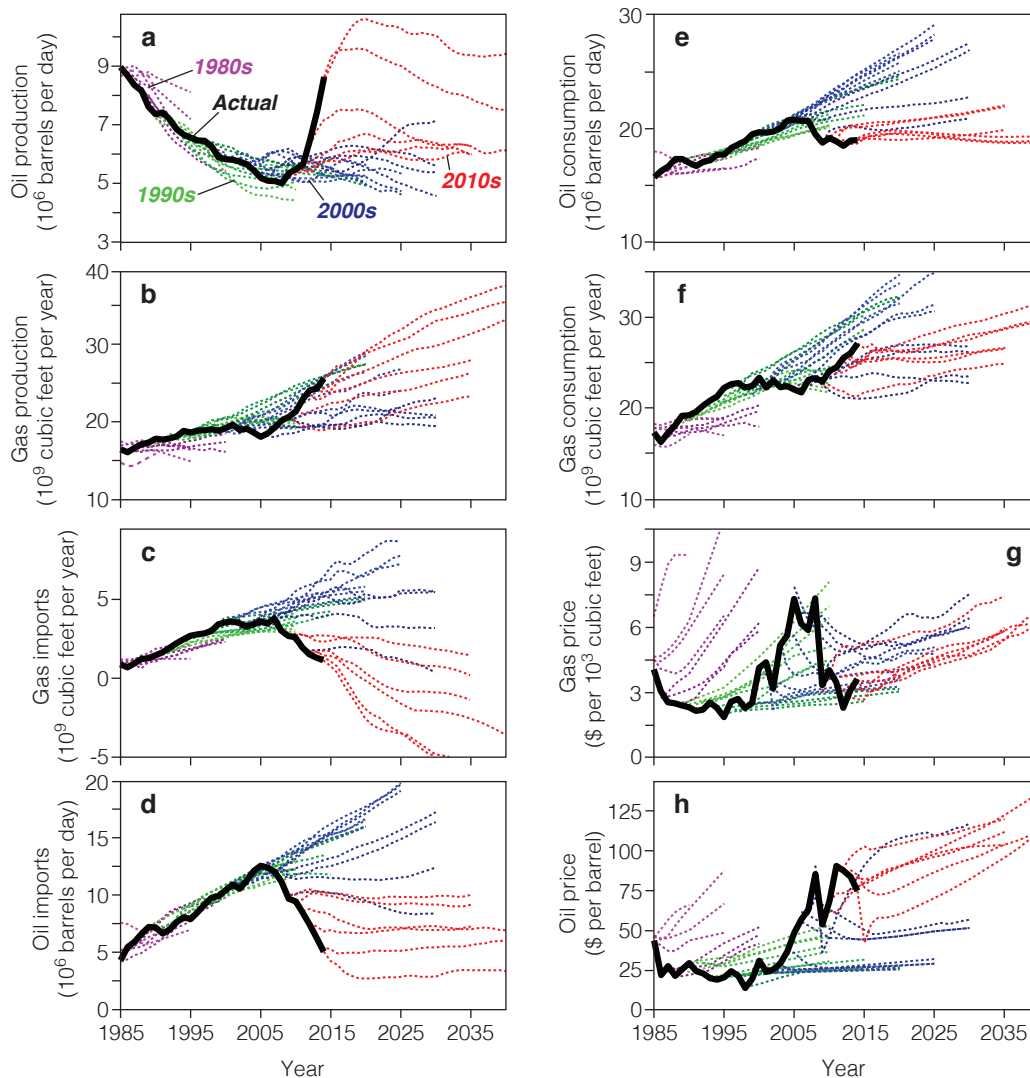 a
1980s
Actual
1990s
2000s
2010s
Oil production
(10⁶ barrels per day)
9
7
5
3
b
Gas production
(10⁹ cubic feet per year)
40
30
20
10
c
Gas imports
(10⁹ cubic feet per year)
5
0
-5
d
Oil imports
(10⁶ barrels per day)
20
15
10
5
0
1985 1995 2005 2015 2025 2035
Year
e
Oil consumption
(10⁶ barrels per day)
30
20
10
f
Gas consumption
(10⁹ cubic feet per year)
30
20
10
g
Gas price
($ per 10³ cubic feet)
9
6
3
0
h
Oil price
($ per barrel)
125
100
75
50
25
0
1985 1995 2005 2015 2025 2035
Year